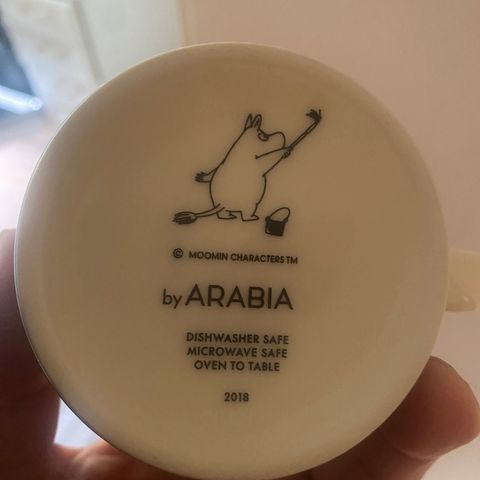 © MOOMIN CHARACTERS TM
by ARABIA
DISHWASHER SAFE
MICROWAVE SAFE
OVEN TO TABLE
2018